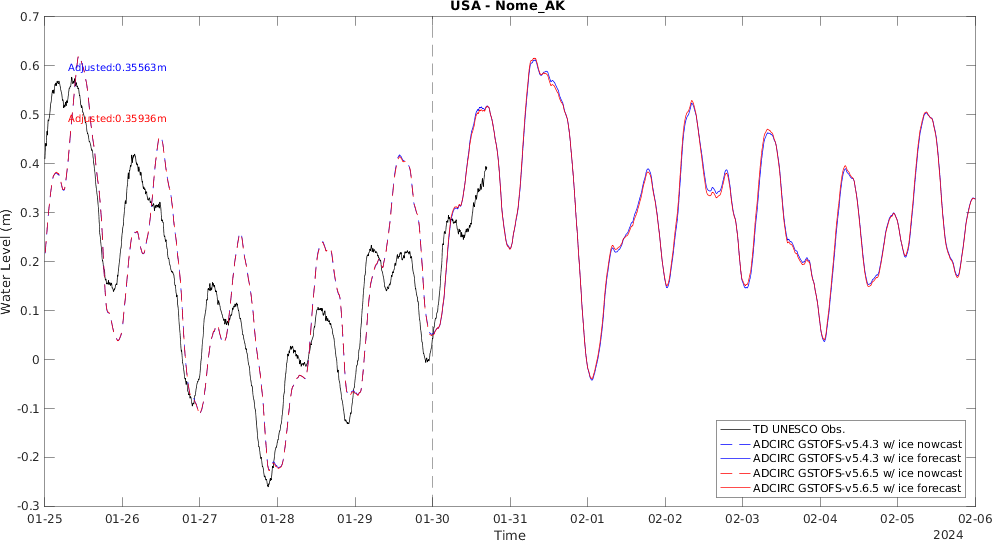 USA - Nome_AK
0.7
0.6
0.5
0.4
0.3
0.2
0.1
0
-0.1
-0.2
-0.3
Water Level (m)
Adjusted:0.35563m
Adjusted:0.35936m
TD UNESCO Obs.
ADCIRC GSTOFS-v5.4.3 w/ ice nowcast
ADCIRC GSTOFS-v5.4.3 w/ ice forecast
ADCIRC GSTOFS-v5.6.5 w/ ice nowcast
ADCIRC GSTOFS-v5.6.5 w/ ice forecast
01-25 01-26 01-27 01-28 01-29 01-30 01-31 02-01 02-02 02-03 02-04 02-05 02-06
Time
2024